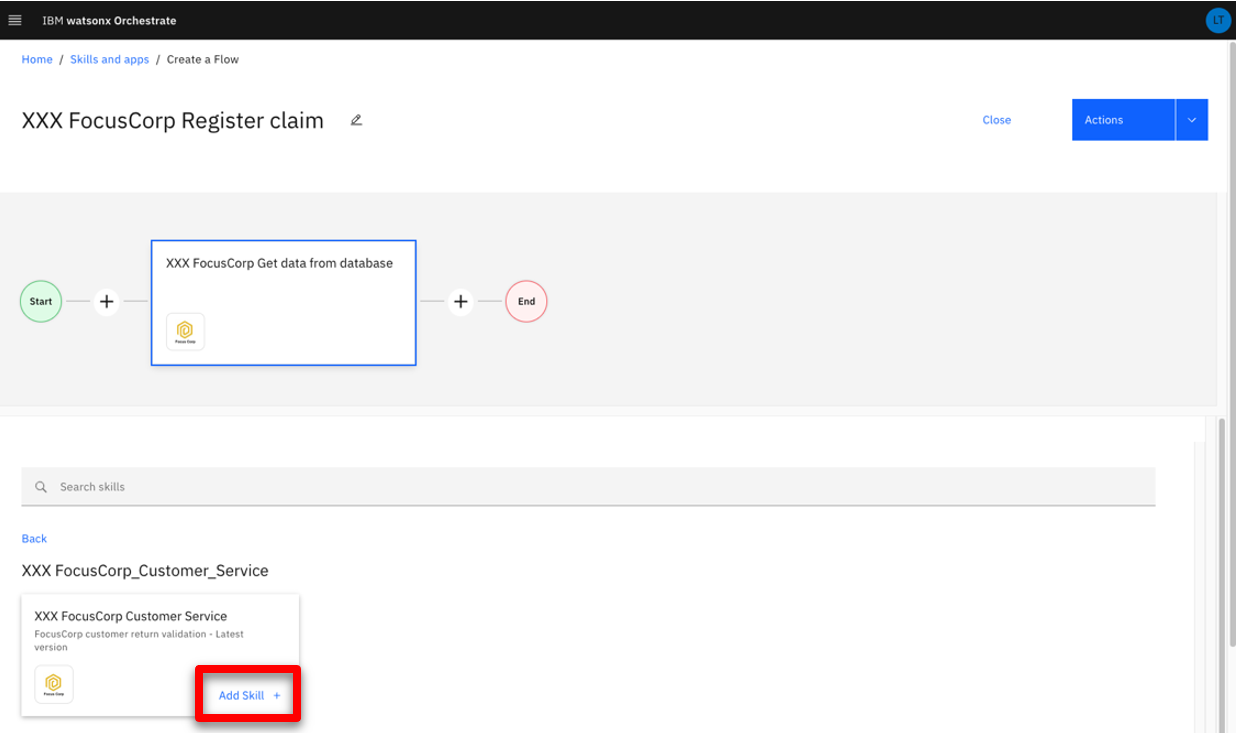 IBM watsonx Orchestrate
LT
Home / Skills and apps / Create a Flow
XXX FocusCorp Register claim
Close
Actions
XXX FocusCorp Get data from database
Start
End
Focus Corp
Search skills
Back
XXX FocusCorp_Customer_Service
XXX FocusCorp Customer Service
FocusCorp customer return validation - Latest
version
Focus Corp
Add Skill +